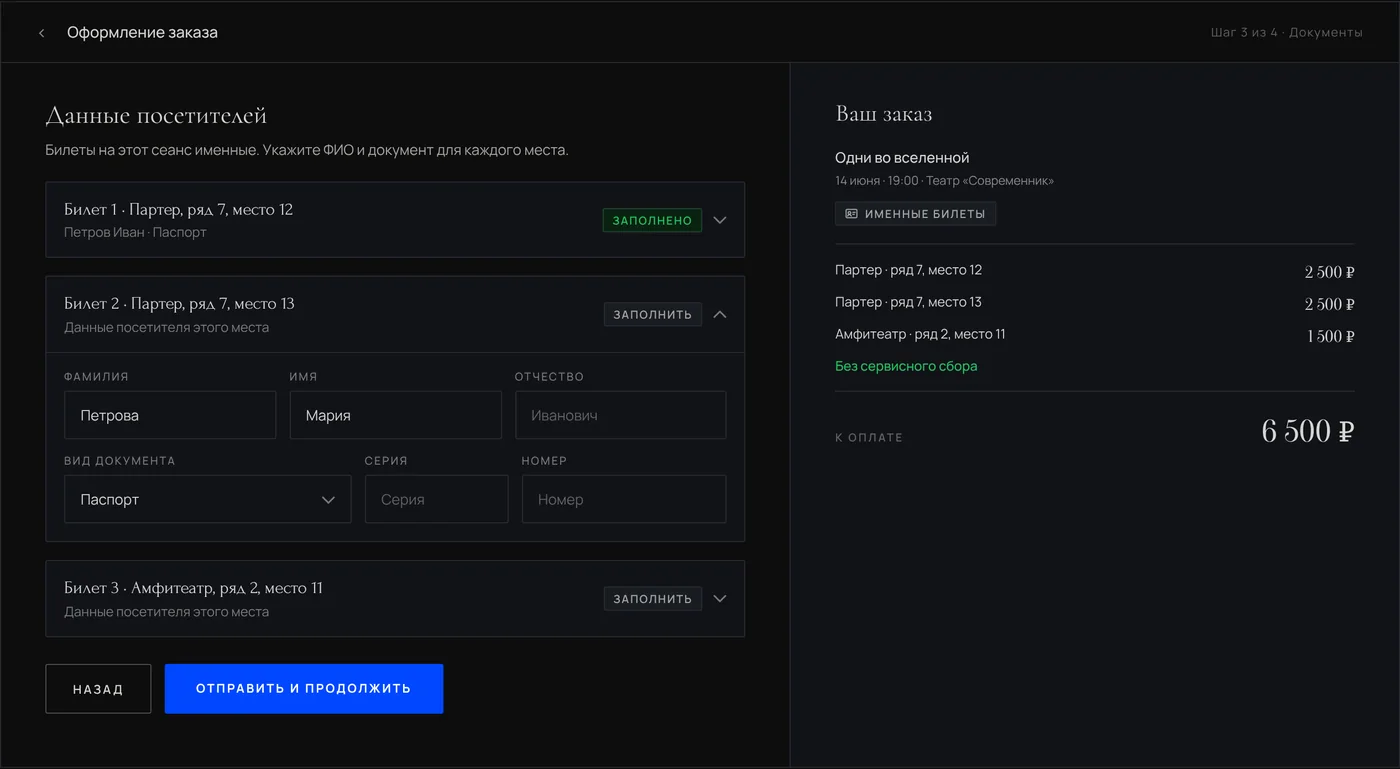 Оформление заказа
Шаг 3 из 4 · Документы
Данные посетителей
Билеты на этот сеанс именные. Укажите ФИО и документ для каждого места.
Билет 1 · Партер, ряд 7, место 12
Петров Иван · Паспорт
ЗАПОЛНЕНО
Билет 2 · Партер, ряд 7, место 13
Данные посетителя этого места
ЗАПОЛНИТЬ
ФАМИЛИЯ ИМЯ ОТЧЕСТВО
Петрова Мария Иванович
ВИД ДОКУМЕНТА СЕРИЯ НОМЕР
Паспорт Серия Номер
Билет 3 · Амфитеатр, ряд 2, место 11
Данные посетителя этого места
ЗАПОЛНИТЬ
НАЗАД ОТПРАВИТЬ И ПРОДОЛЖИТЬ
Ваш заказ
Одни во вселенной
14 июня · 19:00 · Театр «Современник»
ИМЕННЫЕ БИЛЕТЫ
Партер · ряд 7, место 12 2 500 ₽
Партер · ряд 7, место 13 2 500 ₽
Амфитеатр · ряд 2, место 11 1 500 ₽
Без сервисного сбора
К ОПЛАТЕ 6 500 ₽